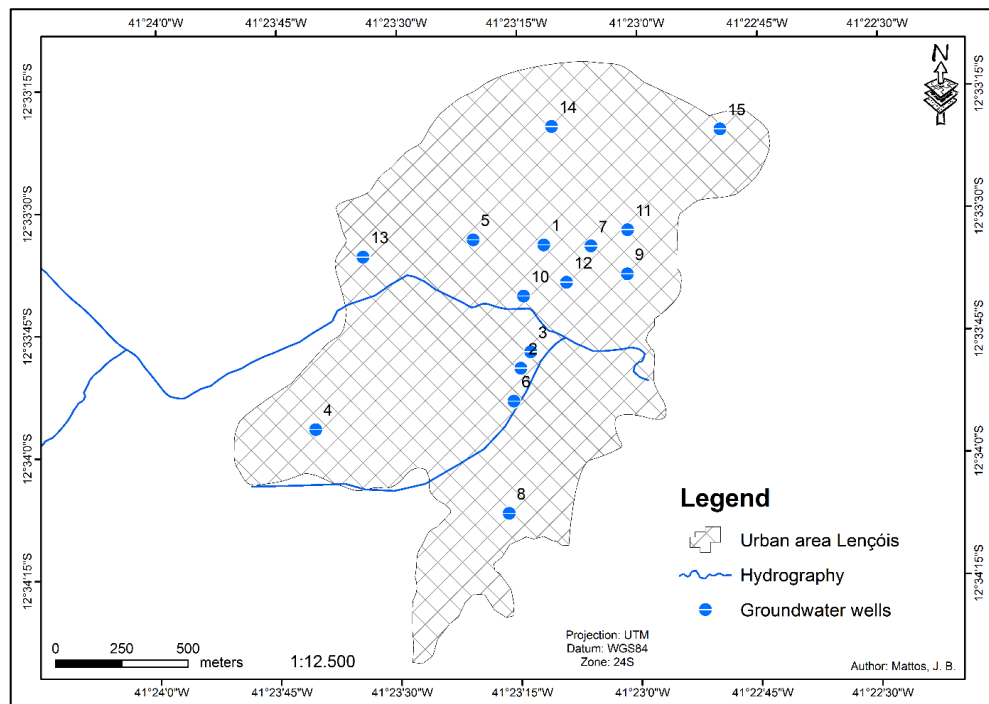 41°24'0"W 41°23'45"W 41°23'30"W 41°23'15"W 41°23'0"W 41°22'45"W 41°22'30"W
N
12°33'15"S 12°33'15"S
14
15
12°33'30"S 12°33'30"S
11
5 1 7
13
12 9
10
12°33'45"S 12°33'45"S
3
2
6
4
12°34'0"S 12°34'0"S
8
Legend
Urban area Lençóis
12°34'15"S 12°34'15"S
Hydrography
Groundwater wells
0 250 500
meters
1:12.500
Projection: UTM
Datum: WGS84
Zone: 24S
Author: Mattos, J. B.
41°24'0"W 41°23'45"W 41°23'30"W 41°23'15"W 41°23'0"W 41°22'45"W 41°22'30"W